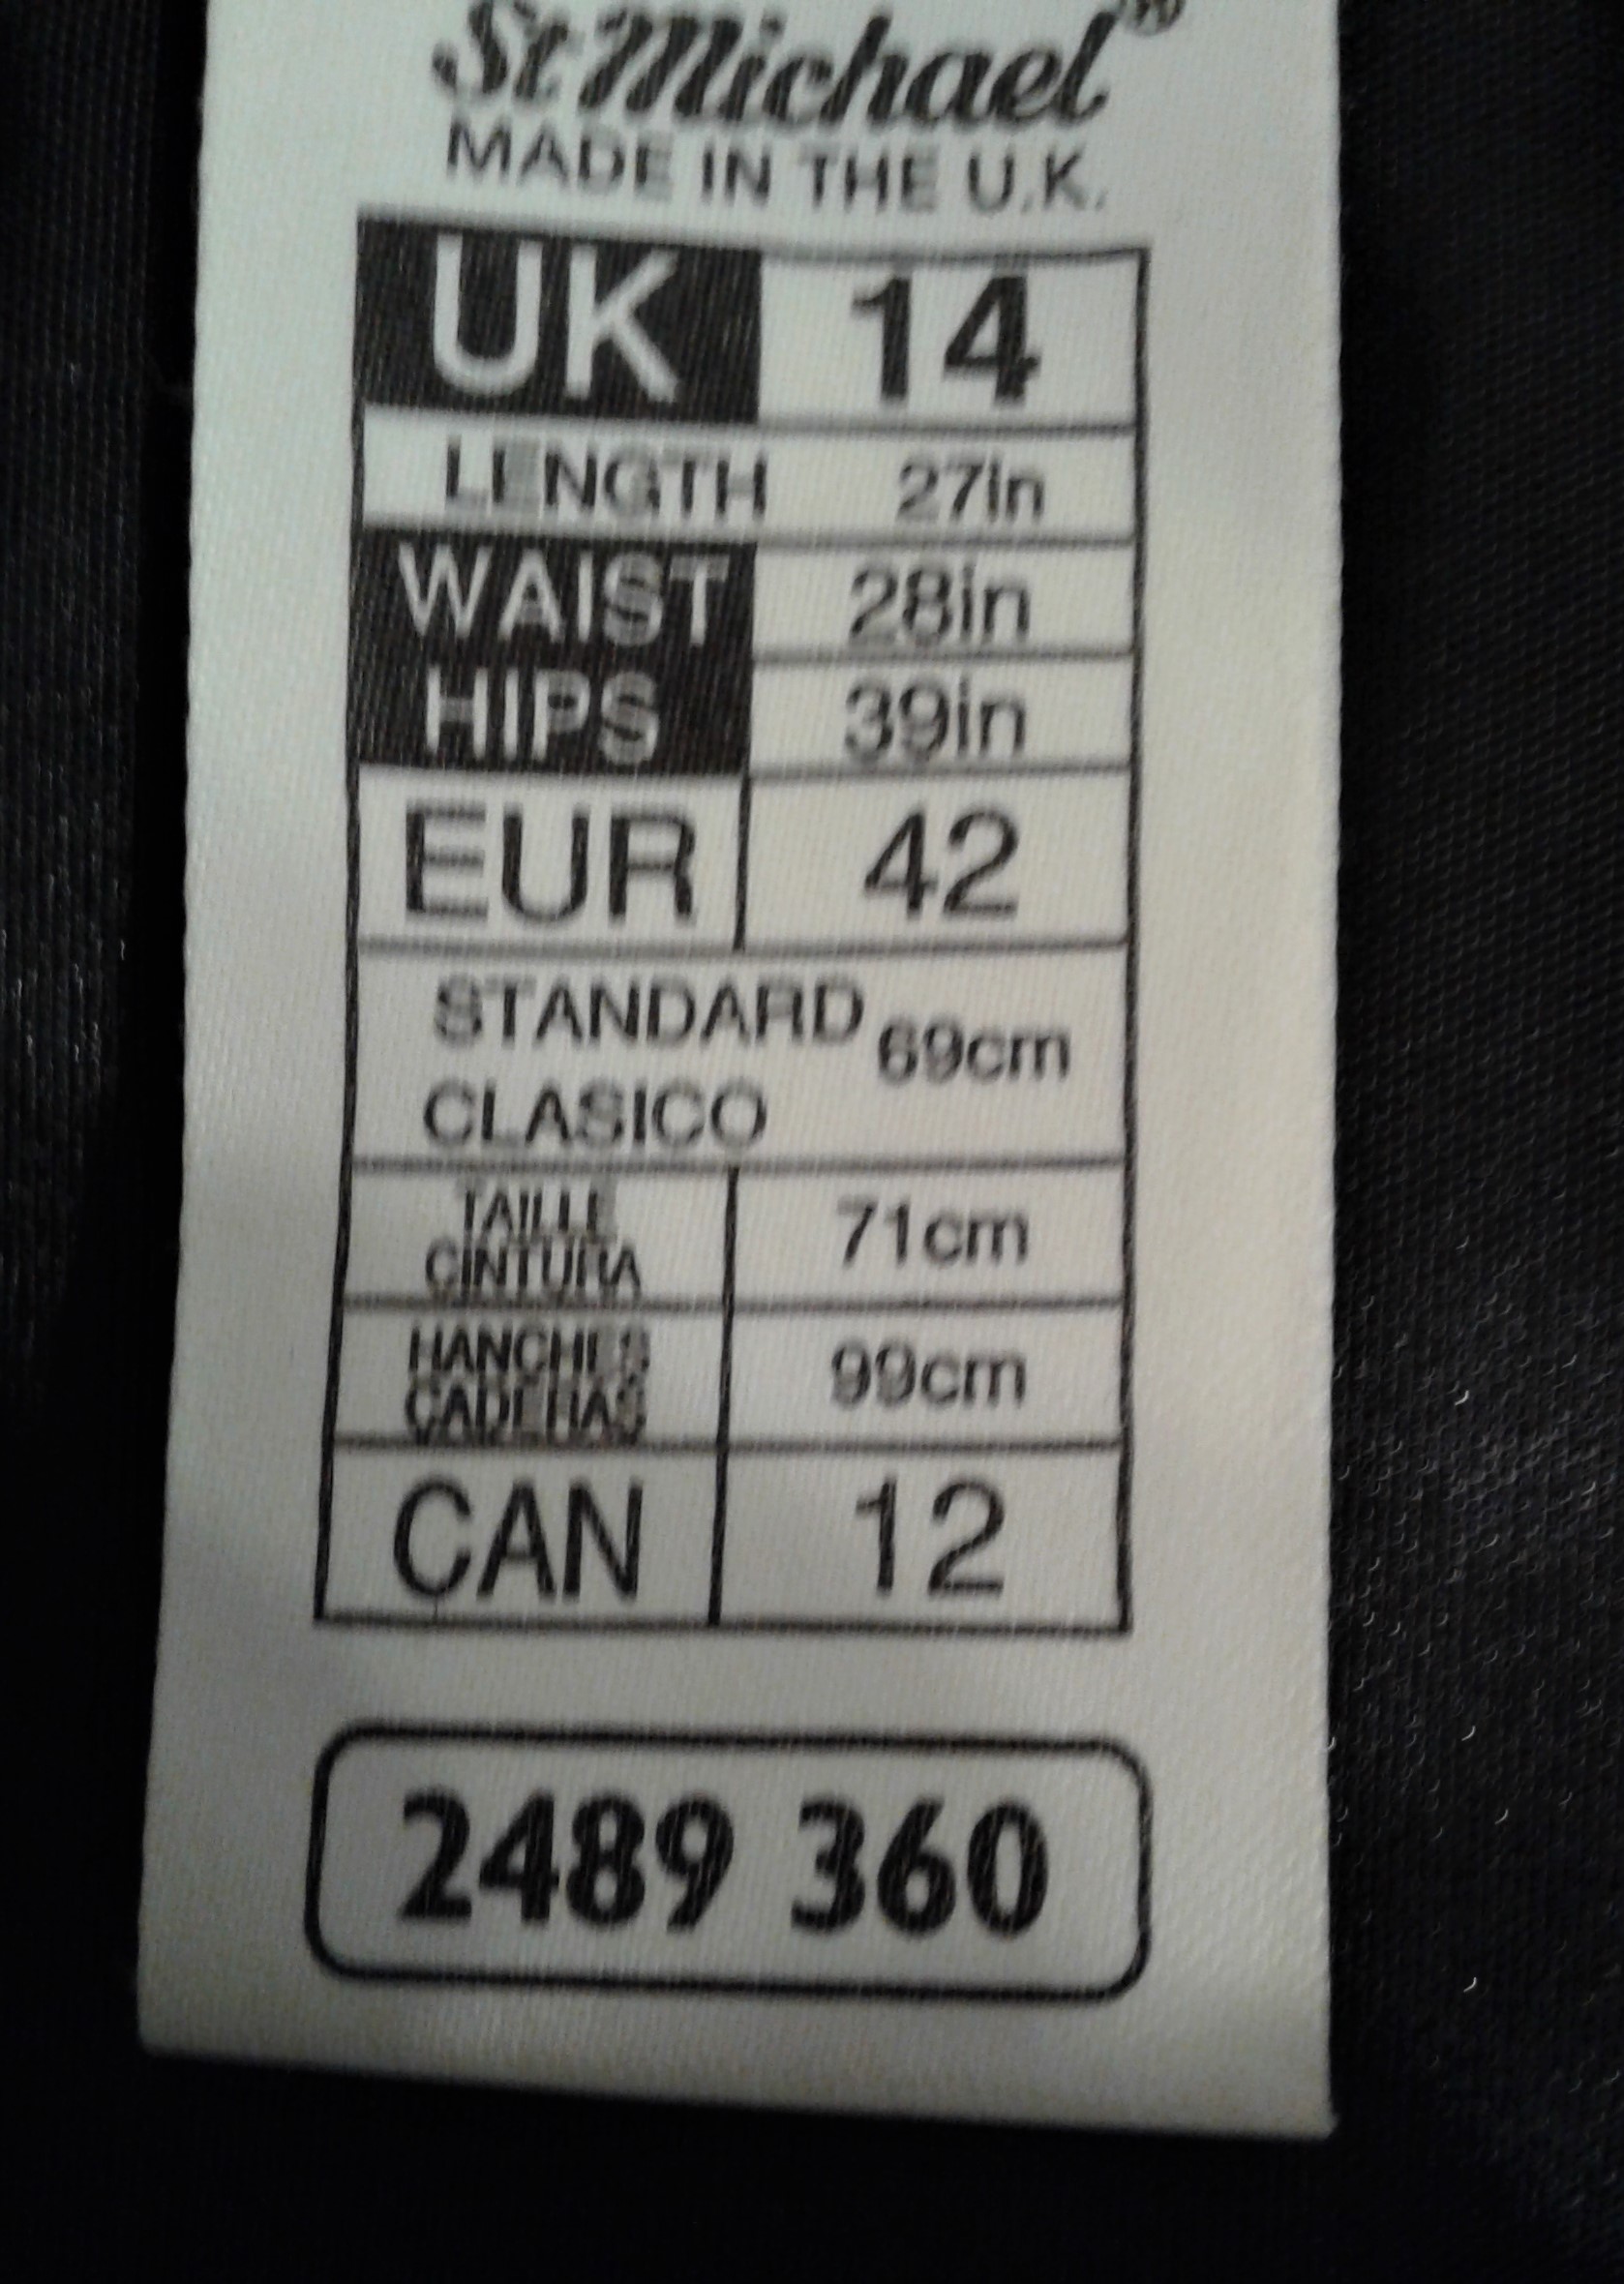 St Michael®
MADE IN THE U.K.
UK 14
LENGTH 27in
WAIST 28in
HIPS 39in
EUR 42
STANDARD 69cm
CLASICO
TAILLE 71cm
CINTURA
HANCHES 99cm
CADERAS
CAN 12
2489 360